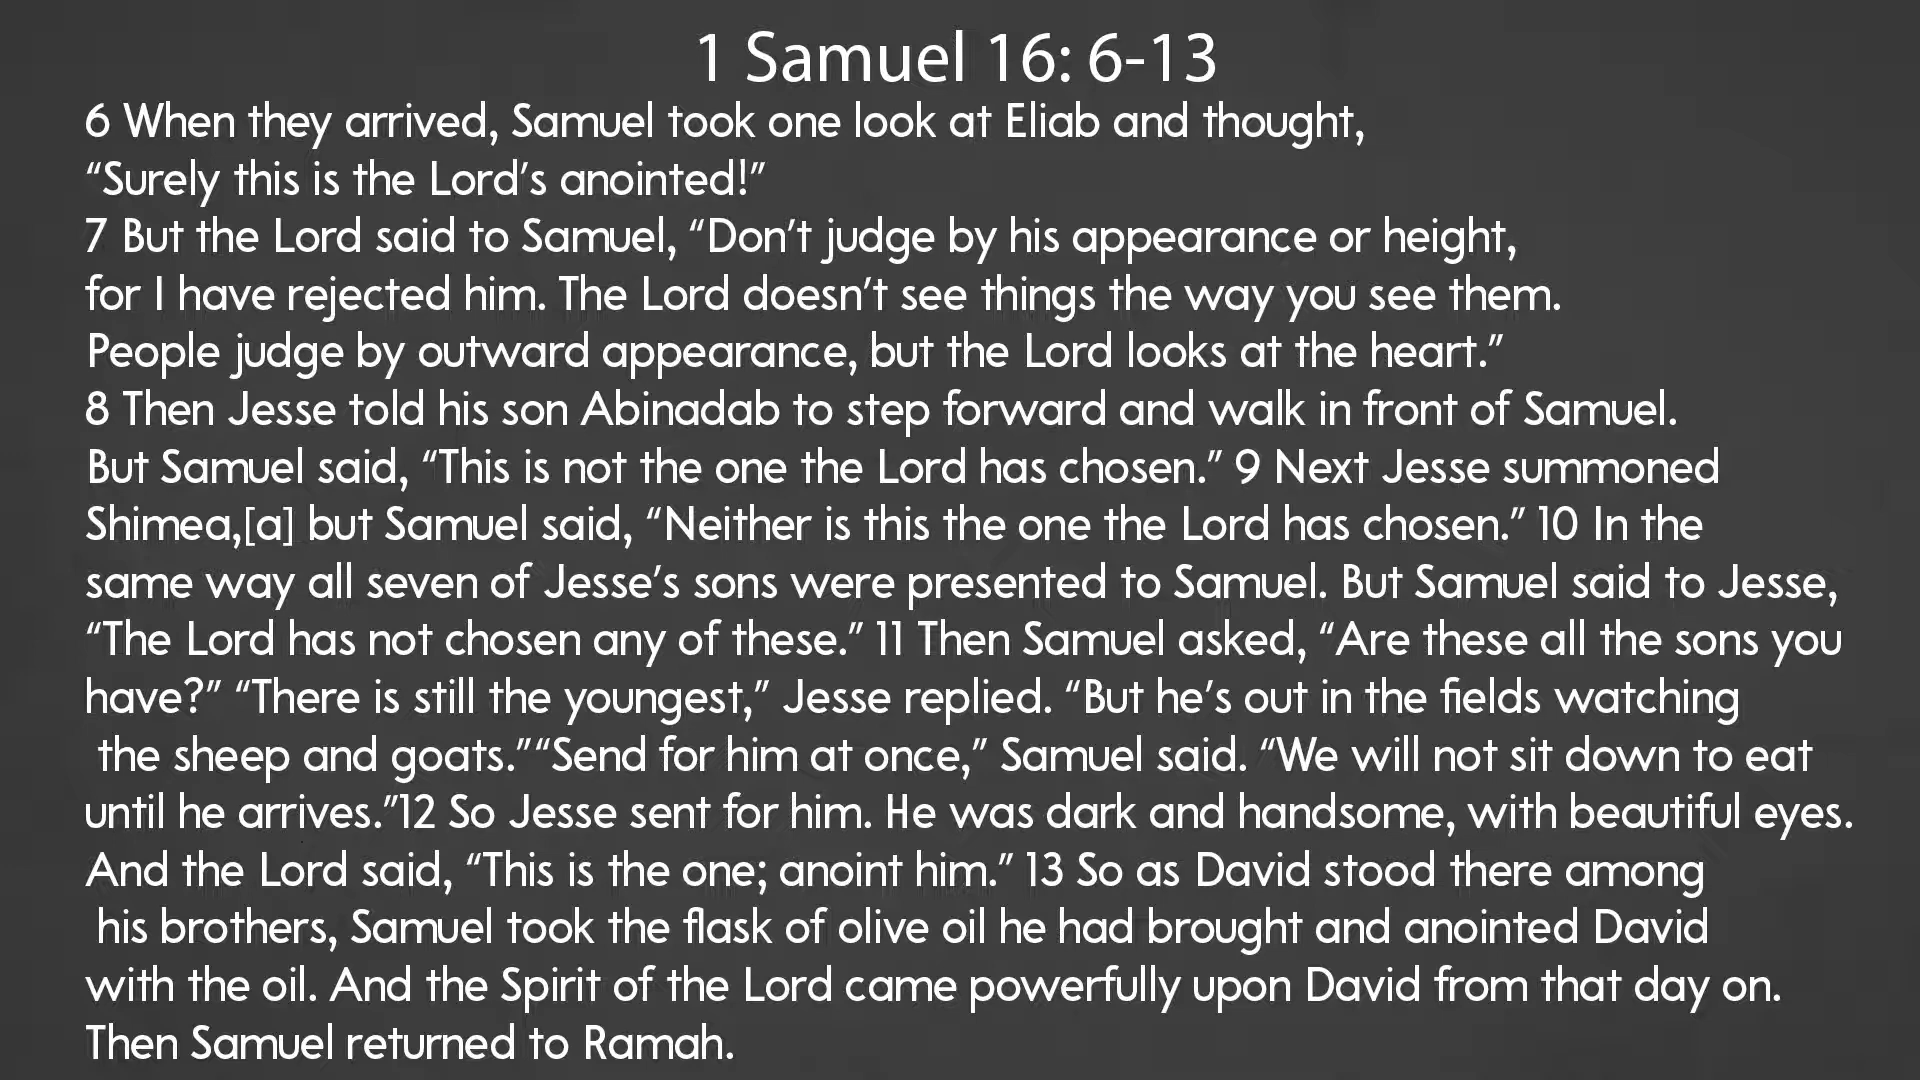 1 Samuel 16: 6-13
6 When they arrived, Samuel took one look at Eliab and thought,
“Surely this is the Lord’s anointed!”
7 But the Lord said to Samuel, “Don’t judge by his appearance or height,
for I have rejected him. The Lord doesn’t see things the way you see them.
People judge by outward appearance, but the Lord looks at the heart.”
8 Then Jesse told his son Abinadab to step forward and walk in front of Samuel.
But Samuel said, “This is not the one the Lord has chosen.” 9 Next Jesse summoned
Shimea,[a] but Samuel said, “Neither is this the one the Lord has chosen.” 10 In the
same way all seven of Jesse’s sons were presented to Samuel. But Samuel said to Jesse,
“The Lord has not chosen any of these.” 11 Then Samuel asked, “Are these all the sons you
have?” “There is still the youngest,” Jesse replied. “But he’s out in the fields watching
the sheep and goats.”“Send for him at once,” Samuel said. “We will not sit down to eat
until he arrives.”12 So Jesse sent for him. He was dark and handsome, with beautiful eyes.
And the Lord said, “This is the one; anoint him.” 13 So as David stood there among
his brothers, Samuel took the flask of olive oil he had brought and anointed David
with the oil. And the Spirit of the Lord came powerfully upon David from that day on.
Then Samuel returned to Ramah.